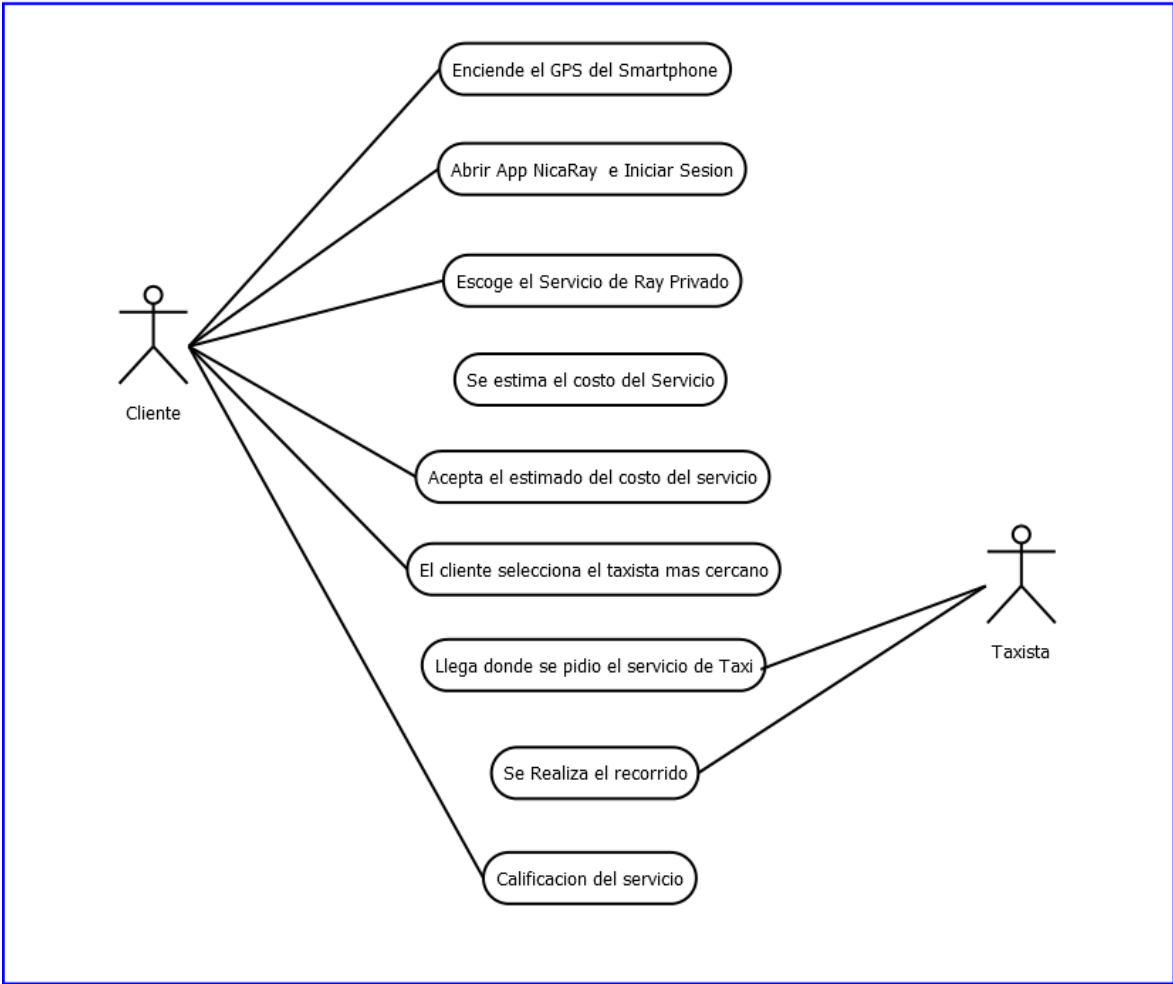 Enciende el GPS del Smartphone
Abrir App NicaRay e Iniciar Sesion
Escoge el Servicio de Ray Privado
Se estima el costo del Servicio
Cliente
Acepta el estimado del costo del servicio
El cliente selecciona el taxista mas cercano
Llega donde se pidio el servicio de Taxi
Taxista
Se Realiza el recorrido
Calificacion del servicio